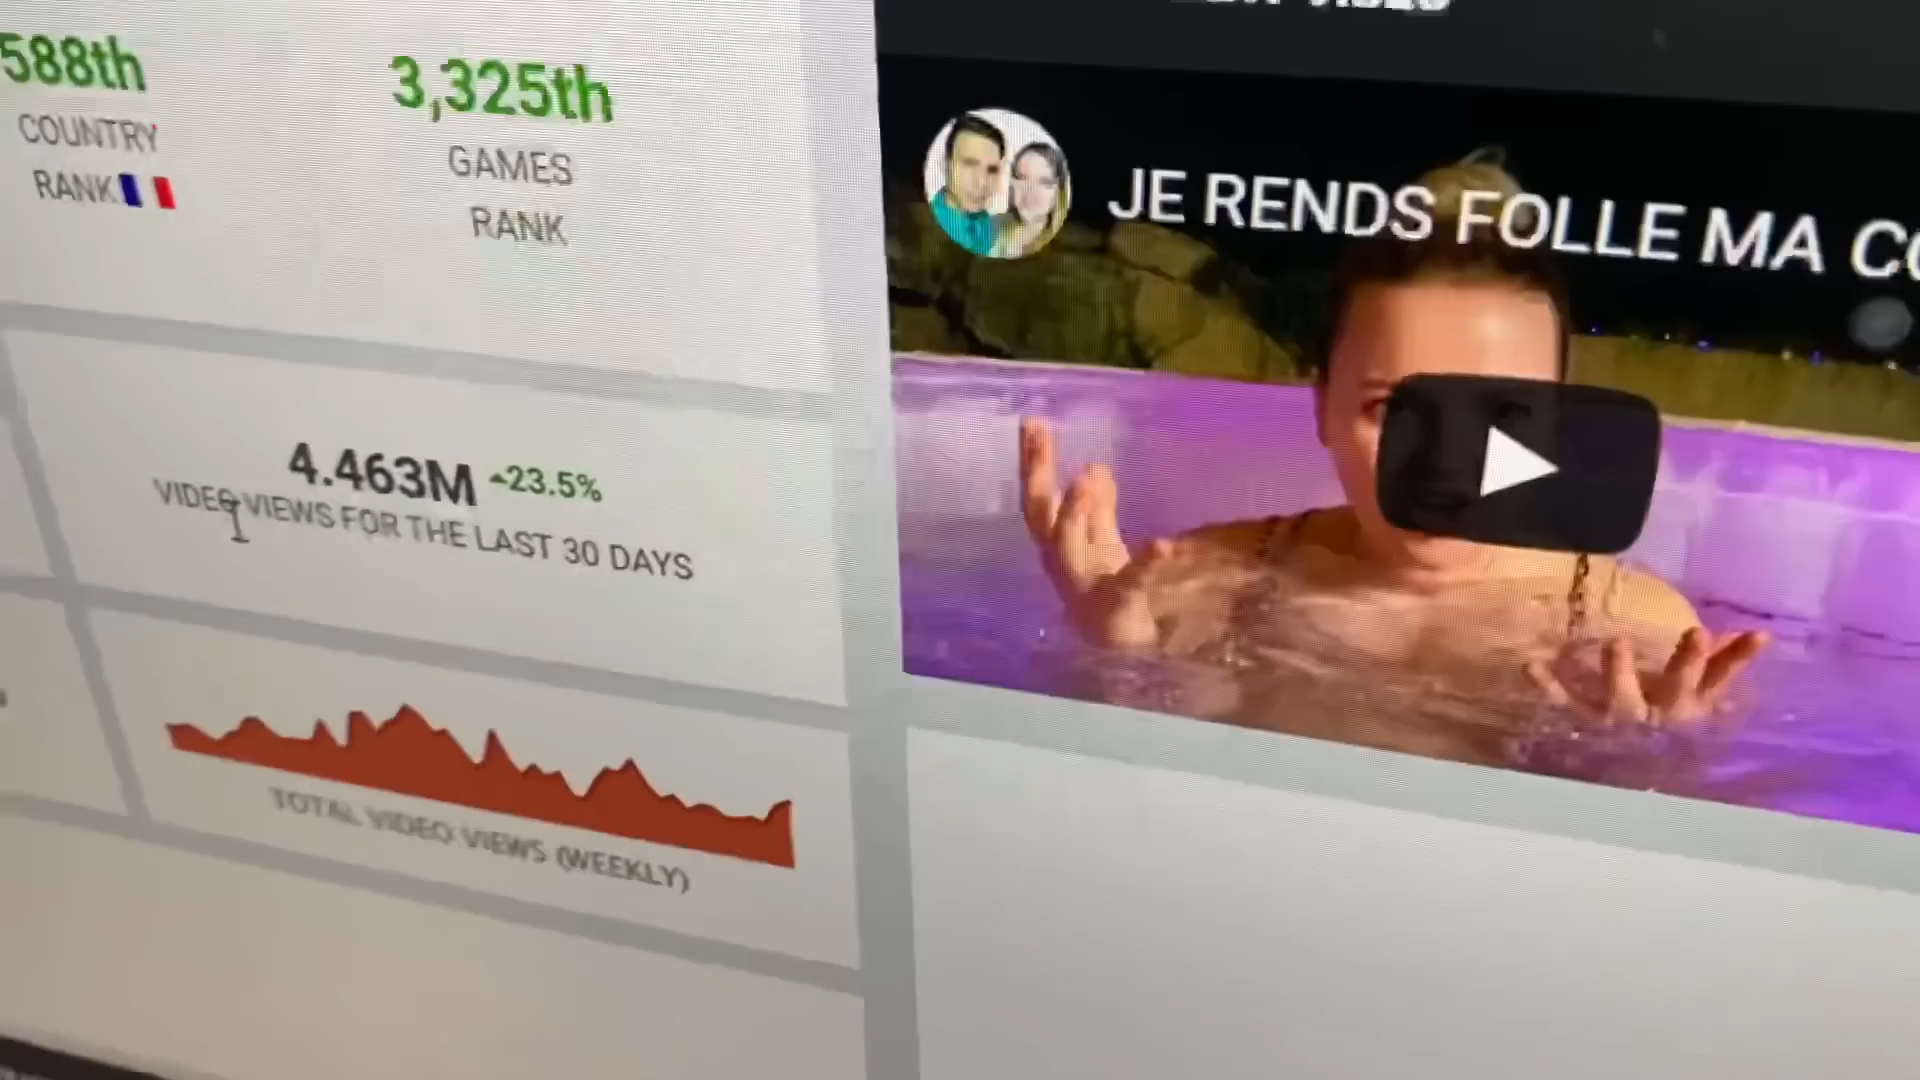 588th
COUNTRY
RANK
3,325th
GAMES
RANK
4.463M 23.5%
VIDEO VIEWS FOR THE LAST 30 DAYS
TOTAL VIDEO VIEWS (WEEKLY)
JE RENDS FOLLE MA CO